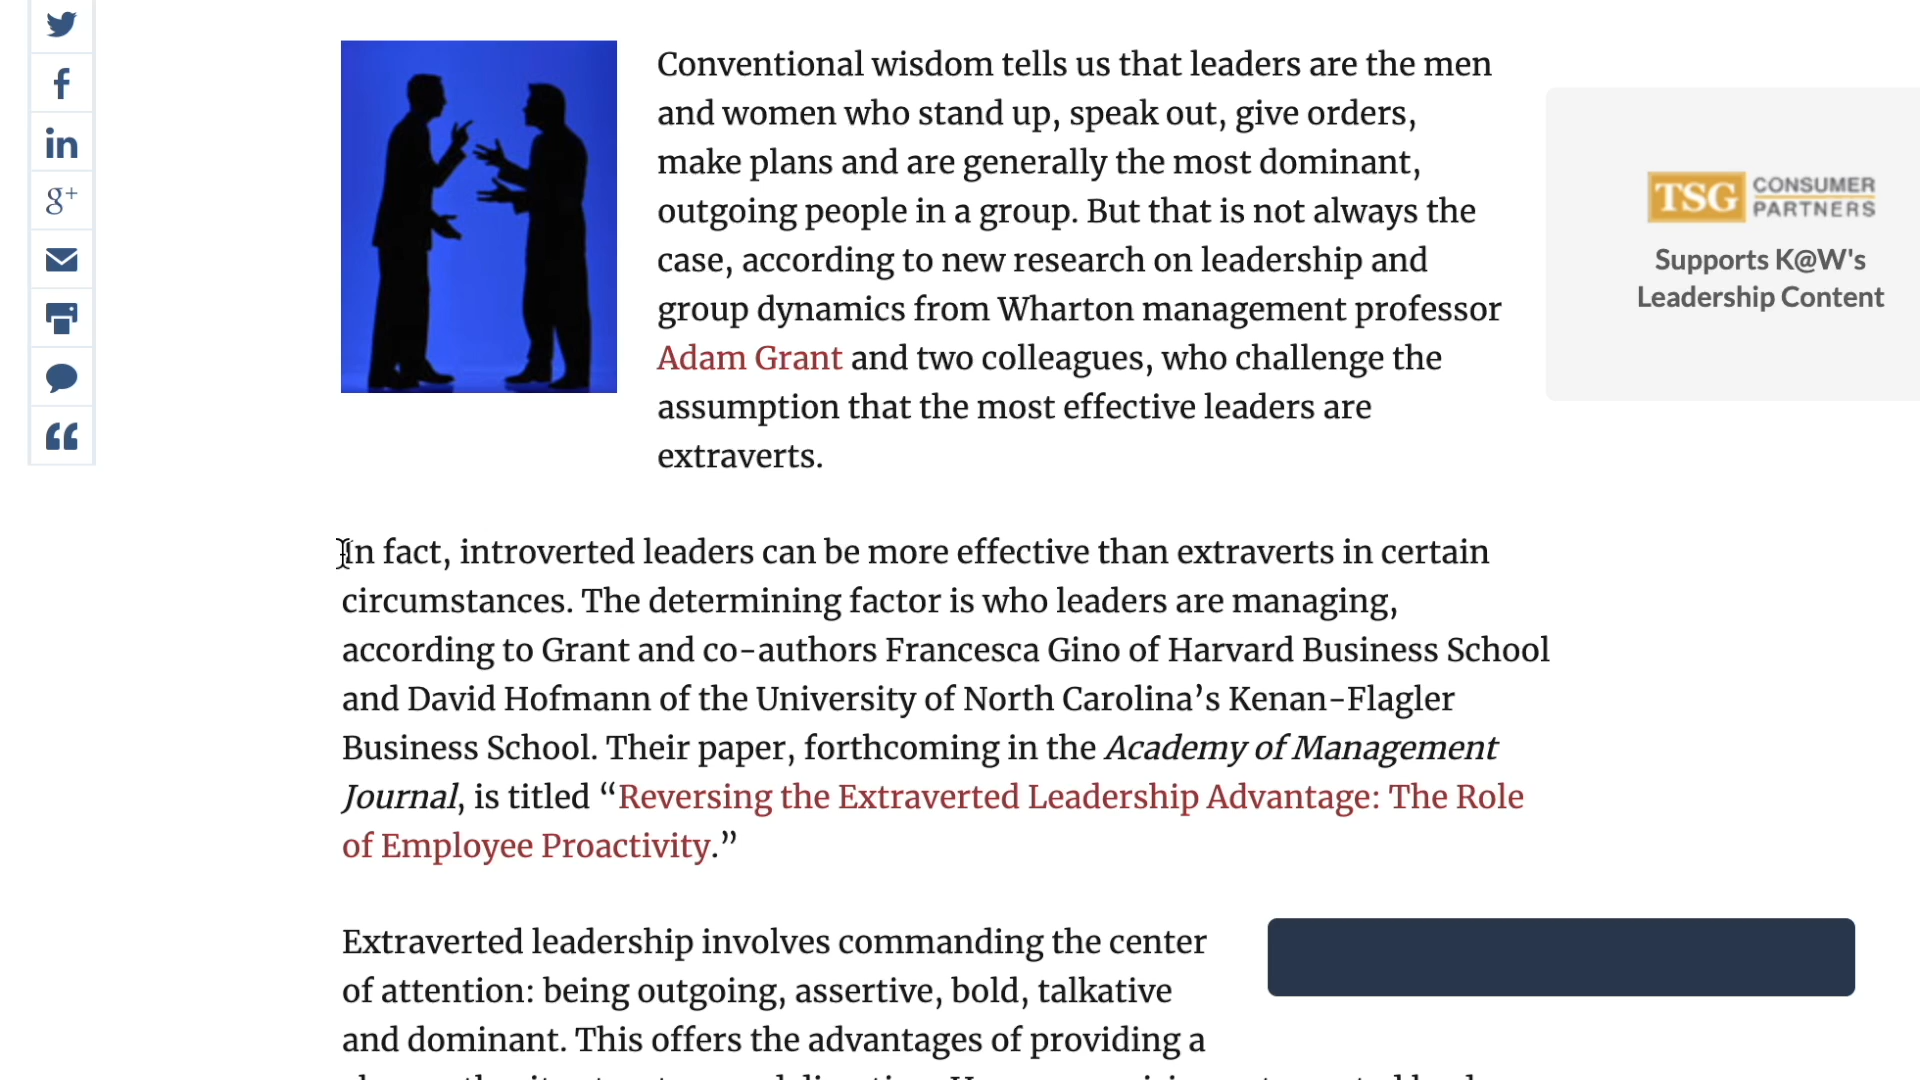 Conventional wisdom tells us that leaders are the men
and women who stand up, speak out, give orders,
make plans and are generally the most dominant,
outgoing people in a group. But that is not always the
case, according to new research on leadership and
group dynamics from Wharton management professor
Adam Grant and two colleagues, who challenge the
assumption that the most effective leaders are
extraverts.
In fact, introverted leaders can be more effective than extraverts in certain
circumstances. The determining factor is who leaders are managing,
according to Grant and co-authors Francesca Gino of Harvard Business School
and David Hofmann of the University of North Carolina’s Kenan-Flagler
Business School. Their paper, forthcoming in the Academy of Management
Journal, is titled “Reversing the Extraverted Leadership Advantage: The Role
of Employee Proactivity.”
Extraverted leadership involves commanding the center
of attention: being outgoing, assertive, bold, talkative
and dominant. This offers the advantages of providing a
TSG CONSUMER
PARTNERS
Supports K@W's
Leadership Content
f
in
g+